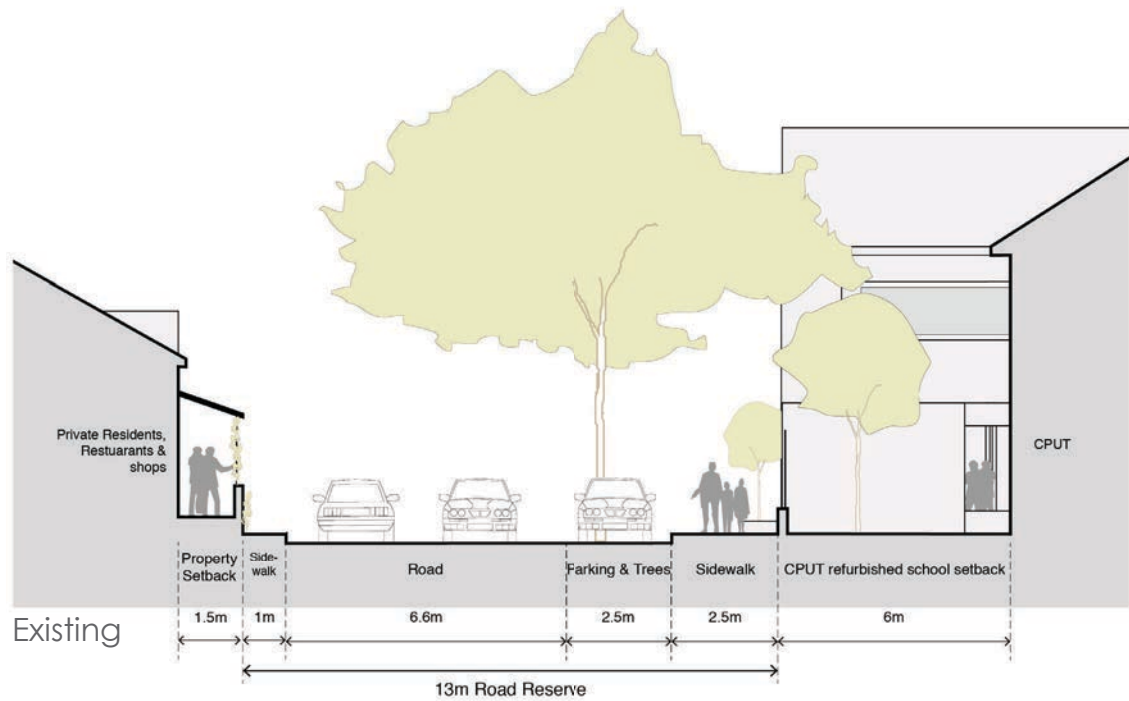 Private Residents,
Restuarants &
shops
CPUT
Property
Setback
Side-
walk
Road
Farking & Trees
Sidewalk
CPUT refurbished school setback
1.5m
1m
6.6m
2.5m
2.5m
6m
Existing
13m Road Reserve